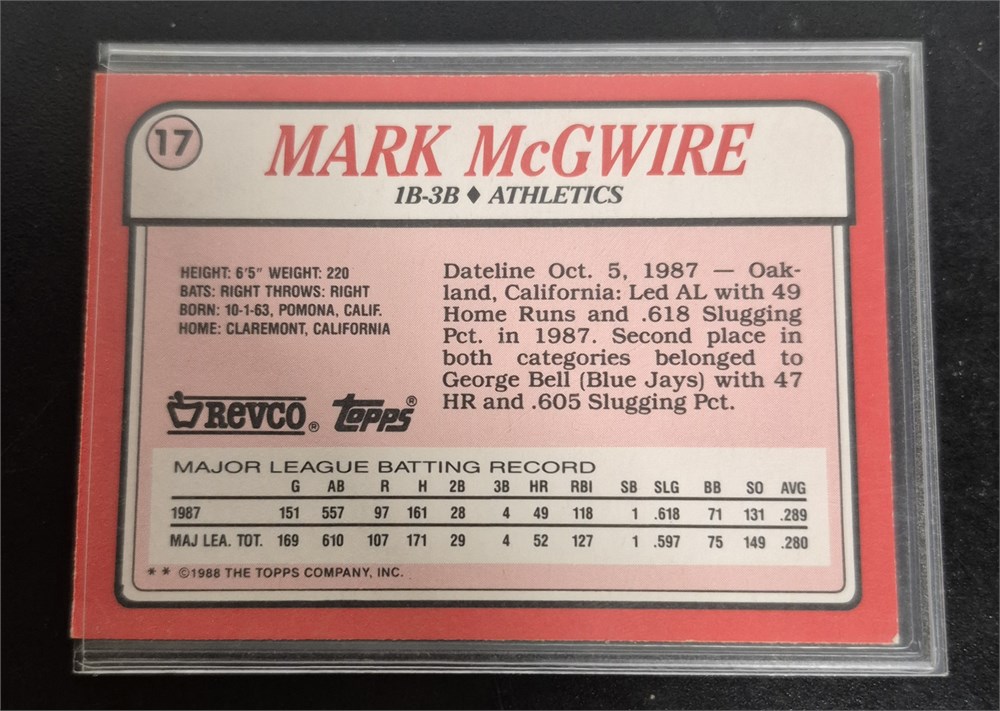 17
MARK McGWIRE
1B-3B ♦ ATHLETICS
HEIGHT: 6'5" WEIGHT: 220
BATS: RIGHT THROWS: RIGHT
BORN: 10-1-63, POMONA, CALIF.
HOME: CLAREMONT, CALIFORNIA
REVCO® Topps®
Dateline Oct. 5, 1987 — Oak-
land, California: Led AL with 49
Home Runs and .618 Slugging
Pct. in 1987. Second place in
both categories belonged to
George Bell (Blue Jays) with 47
HR and .605 Slugging Pct.
MAJOR LEAGUE BATTING RECORD
G AB R H 2B 3B HR RBI SB SLG BB SO AVG
1987 151 557 97 161 28 4 49 118 1 .618 71 131 .289
MAJ LEA. TOT. 169 610 107 171 29 4 52 127 1 .597 75 149 .280
* * ©1988 THE TOPPS COMPANY, INC.